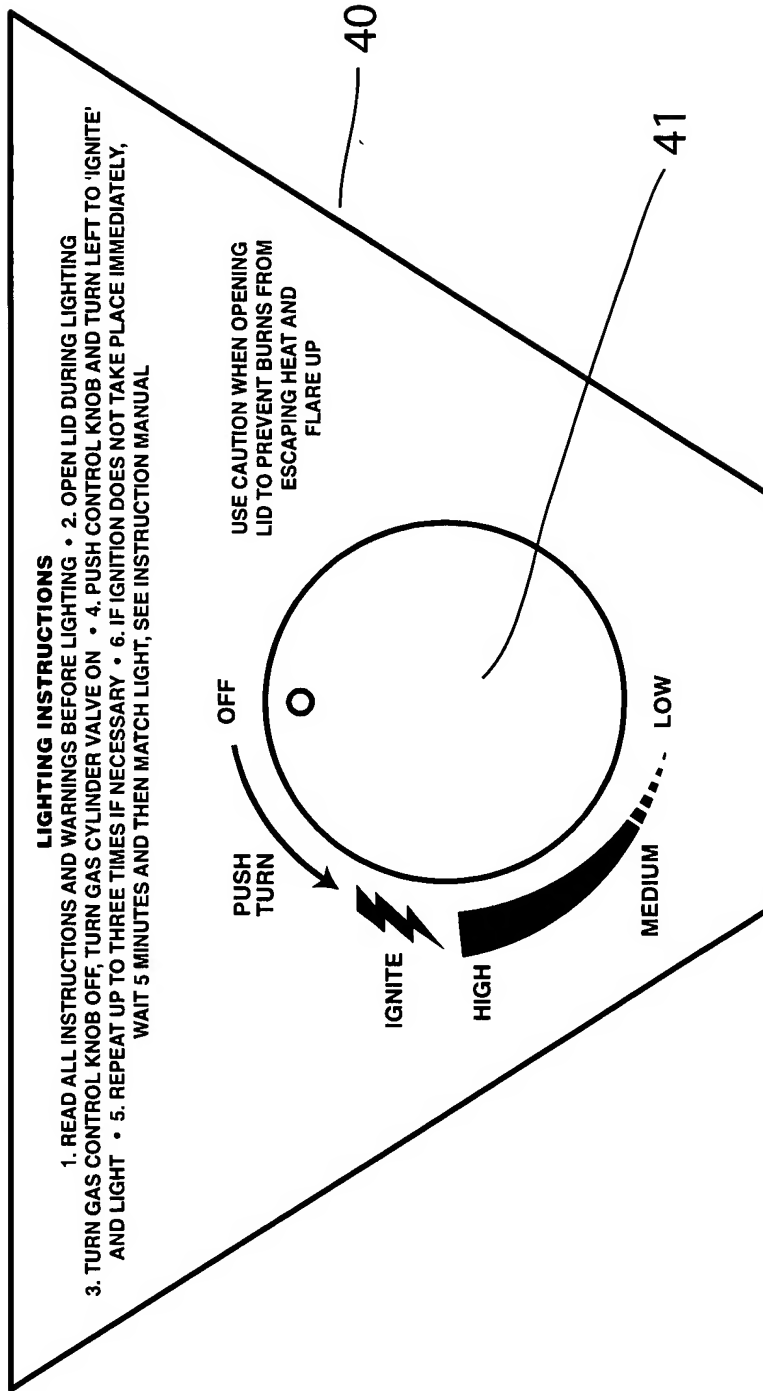 LIGHTING INSTRUCTIONS
1. READ ALL INSTRUCTIONS AND WARNINGS BEFORE LIGHTING • 2. OPEN LID DURING LIGHTING
3. TURN GAS CONTROL KNOB OFF, TURN GAS CYLINDER VALVE ON • 4. PUSH CONTROL KNOB AND TURN LEFT TO 'IGNITE'
AND LIGHT • 5. REPEAT UP TO THREE TIMES IF NECESSARY • 6. IF IGNITION DOES NOT TAKE PLACE IMMEDIATELY,
WAIT 5 MINUTES AND THEN MATCH LIGHT, SEE INSTRUCTION MANUAL
OFF
PUSH
TURN
IGNITE
HIGH
MEDIUM
LOW
USE CAUTION WHEN OPENING
LID TO PREVENT BURNS FROM
ESCAPING HEAT AND
FLARE UP
40
41